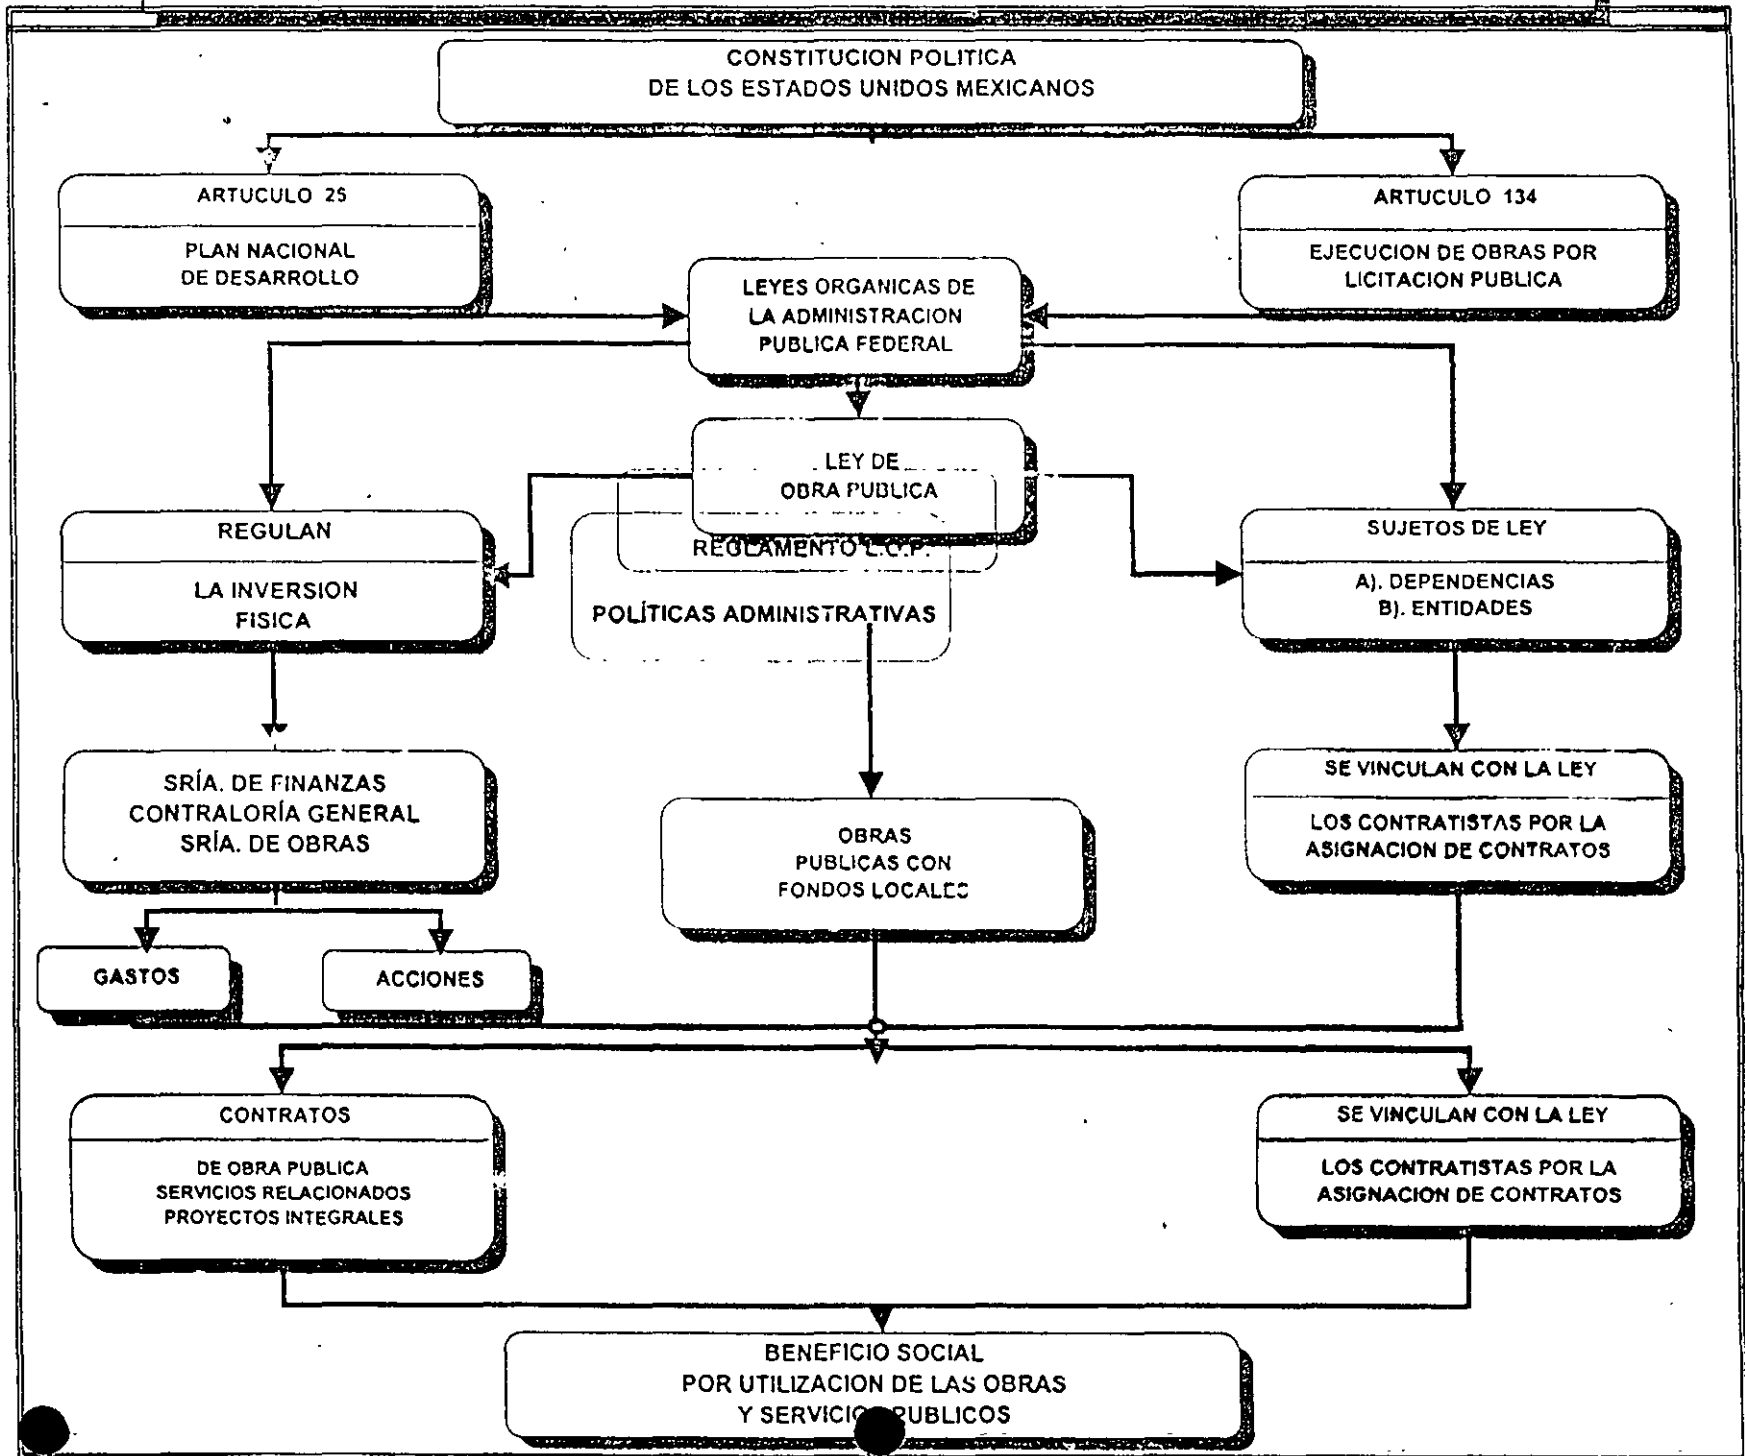 CONSTITUCION POLITICA
DE LOS ESTADOS UNIDOS MEXICANOS
ARTUCULO 25
PLAN NACIONAL
DE DESARROLLO
ARTUCULO 134
EJECUCION DE OBRAS POR
LICITACION PUBLICA
LEYES ORGANICAS DE
LA ADMINISTRACION
PUBLICA FEDERAL
LEY DE
OBRA PUBLICA
REGLAMENTO L.O.P.
POLÍTICAS ADMINISTRATIVAS
REGULAN
LA INVERSION
FISICA
SUJETOS DE LEY
A). DEPENDENCIAS
B). ENTIDADES
SRÍA. DE FINANZAS
CONTRALORÍA GENERAL
SRÍA. DE OBRAS
OBRAS
PUBLICAS CON
FONDOS LOCALES
SE VINCULAN CON LA LEY
LOS CONTRATISTAS POR LA
ASIGNACION DE CONTRATOS
GASTOS
ACCIONES
CONTRATOS
DE OBRA PUBLICA
SERVICIOS RELACIONADOS
PROYECTOS INTEGRALES
SE VINCULAN CON LA LEY
LOS CONTRATISTAS POR LA
ASIGNACION DE CONTRATOS
BENEFICIO SOCIAL
POR UTILIZACION DE LAS OBRAS
Y SERVICIOS PUBLICOS